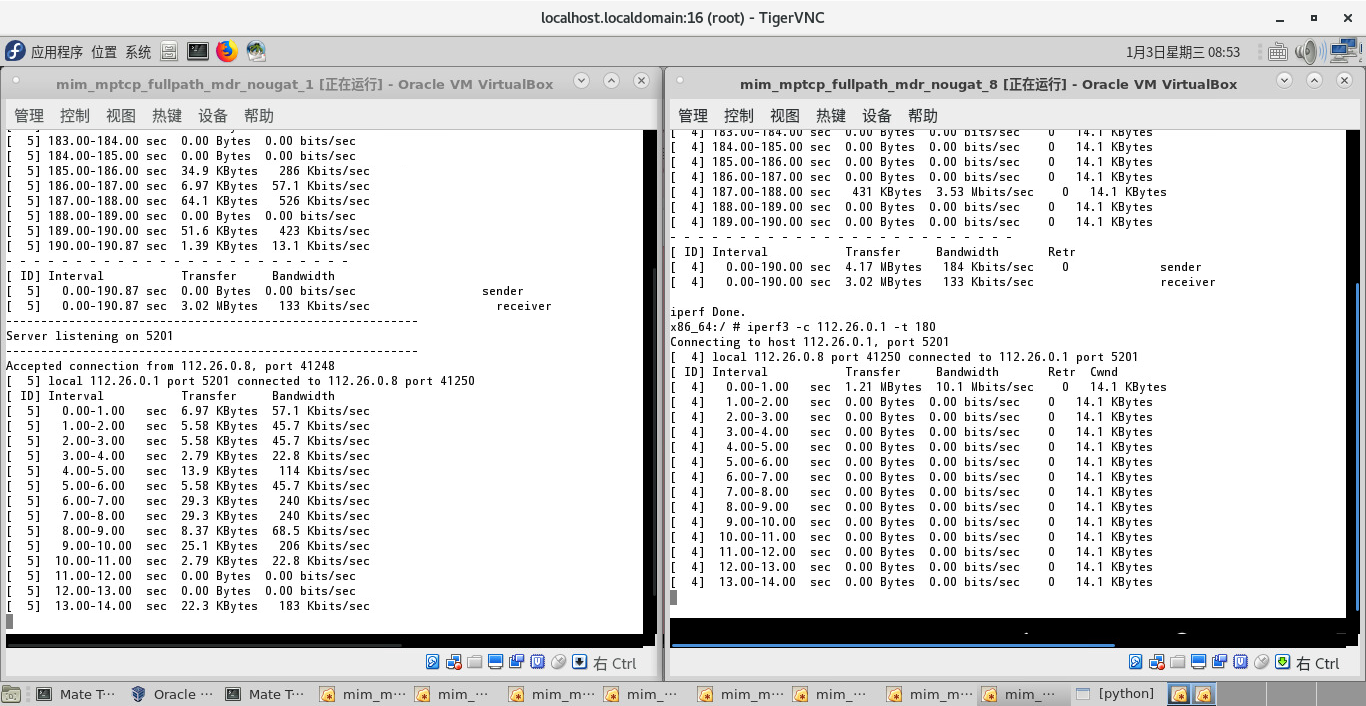 localhost.localdomain:16 (root) - TigerVNC
应用程序 位置 系统
1月3日星期三 08:53
mim_mptcp_fullpath_mdr_nougat_1 [正在运行] - Oracle VM VirtualBox
管理 控制 视图 热键 设备 帮助
[  5] 183.00-184.00 sec  0.00 Bytes  0.00 bits/sec
[  5] 184.00-185.00 sec  0.00 Bytes  0.00 bits/sec
[  5] 185.00-186.00 sec  34.9 KBytes   286 Kbits/sec
[  5] 186.00-187.00 sec  6.97 KBytes  57.1 Kbits/sec
[  5] 187.00-188.00 sec  64.1 KBytes   526 Kbits/sec
[  5] 188.00-189.00 sec  0.00 Bytes  0.00 bits/sec
[  5] 189.00-190.00 sec  51.6 KBytes   423 Kbits/sec
[  5] 190.00-190.87 sec  1.39 KBytes  13.1 Kbits/sec
- - - - - - - - - - - - - - - - - - - - - - - - -
[ ID] Interval           Transfer     Bandwidth
[  5]   0.00-190.87 sec  0.00 Bytes  0.00 bits/sec                  sender
[  5]   0.00-190.87 sec  3.02 MBytes   133 Kbits/sec                  receiver
-----------------------------------------------------------
Server listening on 5201
-----------------------------------------------------------
Accepted connection from 112.26.0.8, port 41248
[  5] local 112.26.0.1 port 5201 connected to 112.26.0.8 port 41250
[ ID] Interval           Transfer     Bandwidth
[  5]   0.00-1.00   sec  6.97 KBytes  57.1 Kbits/sec
[  5]   1.00-2.00   sec  5.58 KBytes  45.7 Kbits/sec
[  5]   2.00-3.00   sec  5.58 KBytes  45.7 Kbits/sec
[  5]   3.00-4.00   sec  2.79 KBytes  22.8 Kbits/sec
[  5]   4.00-5.00   sec  13.9 KBytes   114 Kbits/sec
[  5]   5.00-6.00   sec  5.58 KBytes  45.7 Kbits/sec
[  5]   6.00-7.00   sec  29.3 KBytes   240 Kbits/sec
[  5]   7.00-8.00   sec  29.3 KBytes   240 Kbits/sec
[  5]   8.00-9.00   sec  8.37 KBytes  68.5 Kbits/sec
[  5]   9.00-10.00  sec  25.1 KBytes   206 Kbits/sec
[  5]  10.00-11.00  sec  2.79 KBytes  22.8 Kbits/sec
[  5]  11.00-12.00  sec  0.00 Bytes  0.00 bits/sec
[  5]  12.00-13.00  sec  0.00 Bytes  0.00 bits/sec
[  5]  13.00-14.00  sec  22.3 KBytes   183 Kbits/sec
右 Ctrl
mim_mptcp_fullpath_mdr_nougat_8 [正在运行] - Oracle VM VirtualBox
管理 控制 视图 热键 设备 帮助
[  4] 183.00-184.00 sec  0.00 Bytes  0.00 bits/sec    0   14.1 KBytes
[  4] 184.00-185.00 sec  0.00 Bytes  0.00 bits/sec    0   14.1 KBytes
[  4] 185.00-186.00 sec  0.00 Bytes  0.00 bits/sec    0   14.1 KBytes
[  4] 186.00-187.00 sec  0.00 Bytes  0.00 bits/sec    0   14.1 KBytes
[  4] 187.00-188.00 sec   431 KBytes  3.53 Mbits/sec    0   14.1 KBytes
[  4] 188.00-189.00 sec  0.00 Bytes  0.00 bits/sec    0   14.1 KBytes
[  4] 189.00-190.00 sec  0.00 Bytes  0.00 bits/sec    0   14.1 KBytes
- - - - - - - - - - - - - - - - - - - - - - - - -
[ ID] Interval           Transfer     Bandwidth       Retr
[  4]   0.00-190.00 sec  4.17 MBytes   184 Kbits/sec    0             sender
[  4]   0.00-190.00 sec  3.02 MBytes   133 Kbits/sec                  receiver
iperf Done.
x86_64:/ # iperf3 -c 112.26.0.1 -t 180
Connecting to host 112.26.0.1, port 5201
[  4] local 112.26.0.8 port 41250 connected to 112.26.0.1 port 5201
[ ID] Interval           Transfer     Bandwidth       Retr  Cwnd
[  4]   0.00-1.00   sec  1.21 MBytes  10.1 Mbits/sec    0   14.1 KBytes
[  4]   1.00-2.00   sec  0.00 Bytes  0.00 bits/sec    0   14.1 KBytes
[  4]   2.00-3.00   sec  0.00 Bytes  0.00 bits/sec    0   14.1 KBytes
[  4]   3.00-4.00   sec  0.00 Bytes  0.00 bits/sec    0   14.1 KBytes
[  4]   4.00-5.00   sec  0.00 Bytes  0.00 bits/sec    0   14.1 KBytes
[  4]   5.00-6.00   sec  0.00 Bytes  0.00 bits/sec    0   14.1 KBytes
[  4]   6.00-7.00   sec  0.00 Bytes  0.00 bits/sec    0   14.1 KBytes
[  4]   7.00-8.00   sec  0.00 Bytes  0.00 bits/sec    0   14.1 KBytes
[  4]   8.00-9.00   sec  0.00 Bytes  0.00 bits/sec    0   14.1 KBytes
[  4]   9.00-10.00  sec  0.00 Bytes  0.00 bits/sec    0   14.1 KBytes
[  4]  10.00-11.00  sec  0.00 Bytes  0.00 bits/sec    0   14.1 KBytes
[  4]  11.00-12.00  sec  0.00 Bytes  0.00 bits/sec    0   14.1 KBytes
[  4]  12.00-13.00  sec  0.00 Bytes  0.00 bits/sec    0   14.1 KBytes
[  4]  13.00-14.00  sec  0.00 Bytes  0.00 bits/sec    0   14.1 KBytes
右 Ctrl
Mate T··· Oracle ··· Mate T··· mim_m··· mim_··· mim_m··· mim_··· mim_m··· mim_··· mim_m··· mim_··· [python]